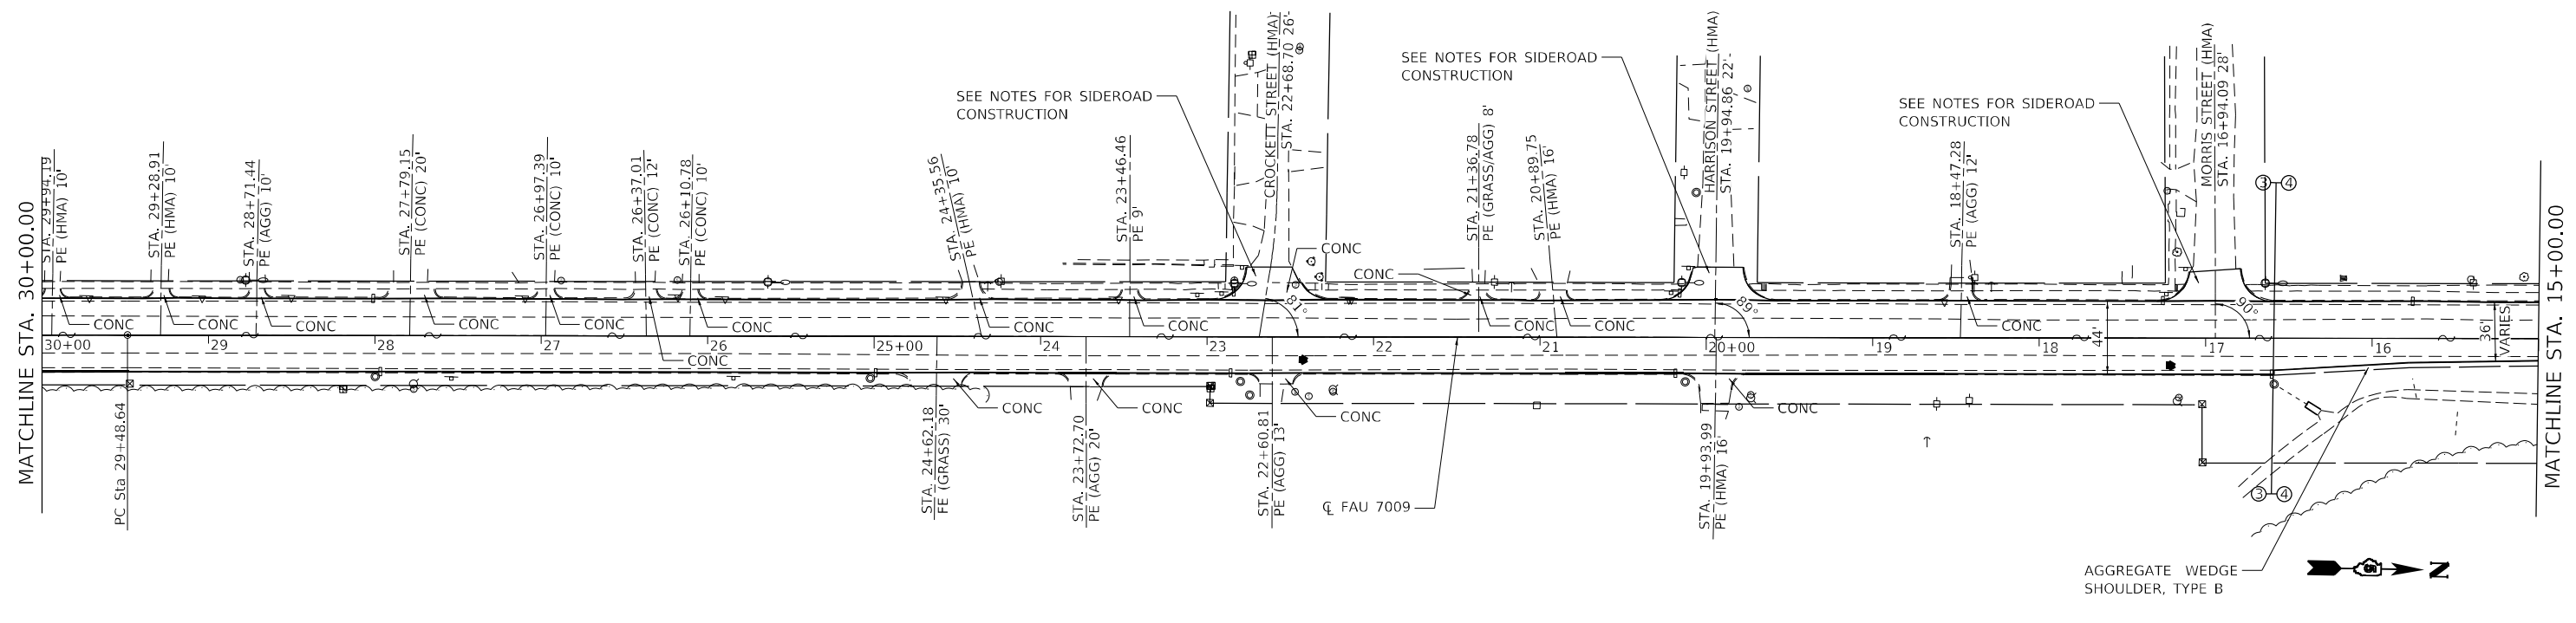 MATCHLINE STA. 30+00.00
STA. 29+94.19
PE (HMA) 10'
STA. 29+28.91
PE (HMA) 10'
STA. 28+71.44
PE (AGG) 10'
STA. 27+79.15
PE (CONC) 20'
STA. 26+97.39
PE (CONC) 10'
STA. 26+37.01
PE (CONC) 12'
STA. 26+10.78
PE (CONC) 10'
STA. 24+35.56
PE (HMA) 10'
STA. 23+46.46
PE 9'
SEE NOTES FOR SIDEROAD
CONSTRUCTION
CROCKETT STREET (HMA)
STA. 22+68.70 26'
SEE NOTES FOR SIDEROAD
CONSTRUCTION
STA. 21+36.78
PE (GRASS/AGG) 8'
STA. 20+89.75
PE (HMA) 16'
HARRISON STREET (HMA)
STA. 19+94.86 22'
SEE NOTES FOR SIDEROAD
CONSTRUCTION
STA. 18+47.28
PE (AGG) 12'
MORRIS STREET (HMA)
STA. 16+94.09 28'
3 4
CONC
CONC
81°
89°
90°
CONC
CONC
CONC
CONC
CONC
CONC
CONC
CONC
CONC
CONC
44'
36'
VARIES
30+00
29
28
27
26
25+00
24
23
22
21
20+00
19
18
17
16
CONC
CONC
CONC
CONC
CONC
PC Sta 29+48.64
STA. 24+62.18
FE (GRASS) 30'
STA. 23+72.70
PE (AGG) 20'
STA. 22+60.81
PE (AGG) 13'
℄ FAU 7009
STA. 19+93.99
PE (HMA) 16'
3 4
AGGREGATE WEDGE
SHOULDER, TYPE B
N
MATCHLINE STA. 15+00.00